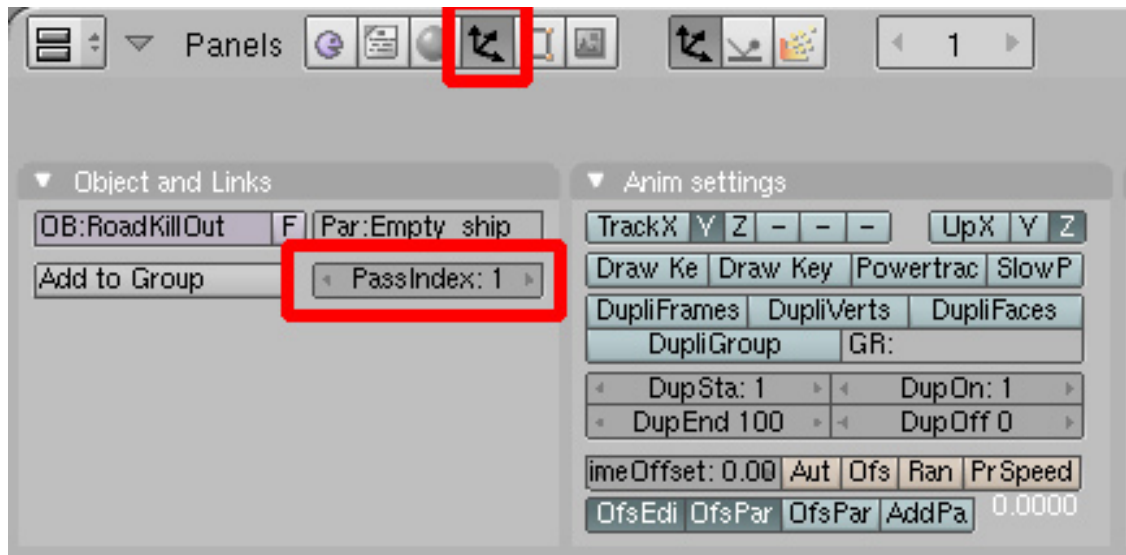 Panels 1
Object and Links
Anim settings
OB:RoadKillOut F Par:Empty ship
TrackX Y Z - - - UpX Y Z
Add to Group PassIndex: 1
Draw Ke Draw Key Powertrac SlowP
DupliFrames DupliVerts DupliFaces
DupliGroup GR:
DupSta: 1 DupOn: 1
DupEnd 100 DupOff 0
imeOffset: 0.00 Aut Ofs Ran PrSpeed
OfsEdi OfsPar OfsPar AddPa 0.0000